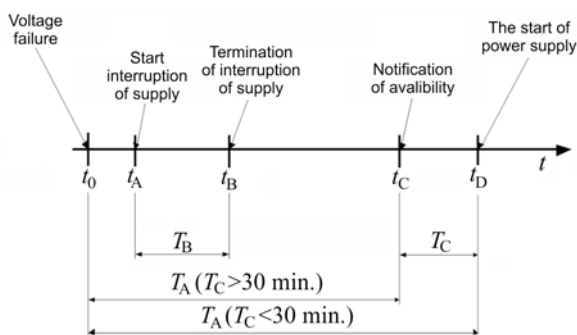 Voltage
failure
Start
interruption
of supply
Termination
of interruption
of supply
Notification
of avalibility
The start of
power supply
t0
tA
tB
tC
tD
t
TB
TC
TA (TC>30 min.)
TA (TC<30 min.)